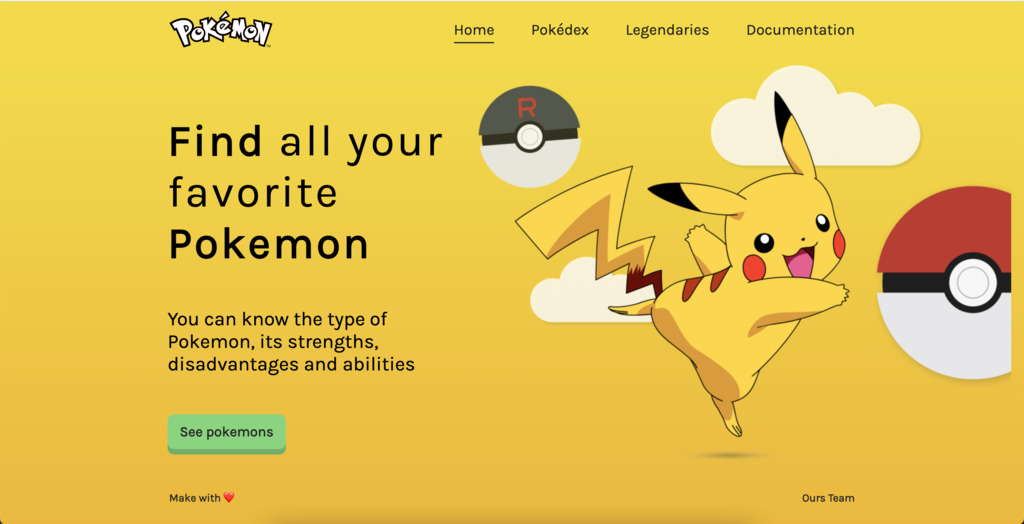 POKéMON
Home Pokédex Legendaries Documentation
R
Find all your
favorite
Pokemon
You can know the type of
Pokemon, its strengths,
disadvantages and abilities
See pokemons
Make with ❤️
Ours Team